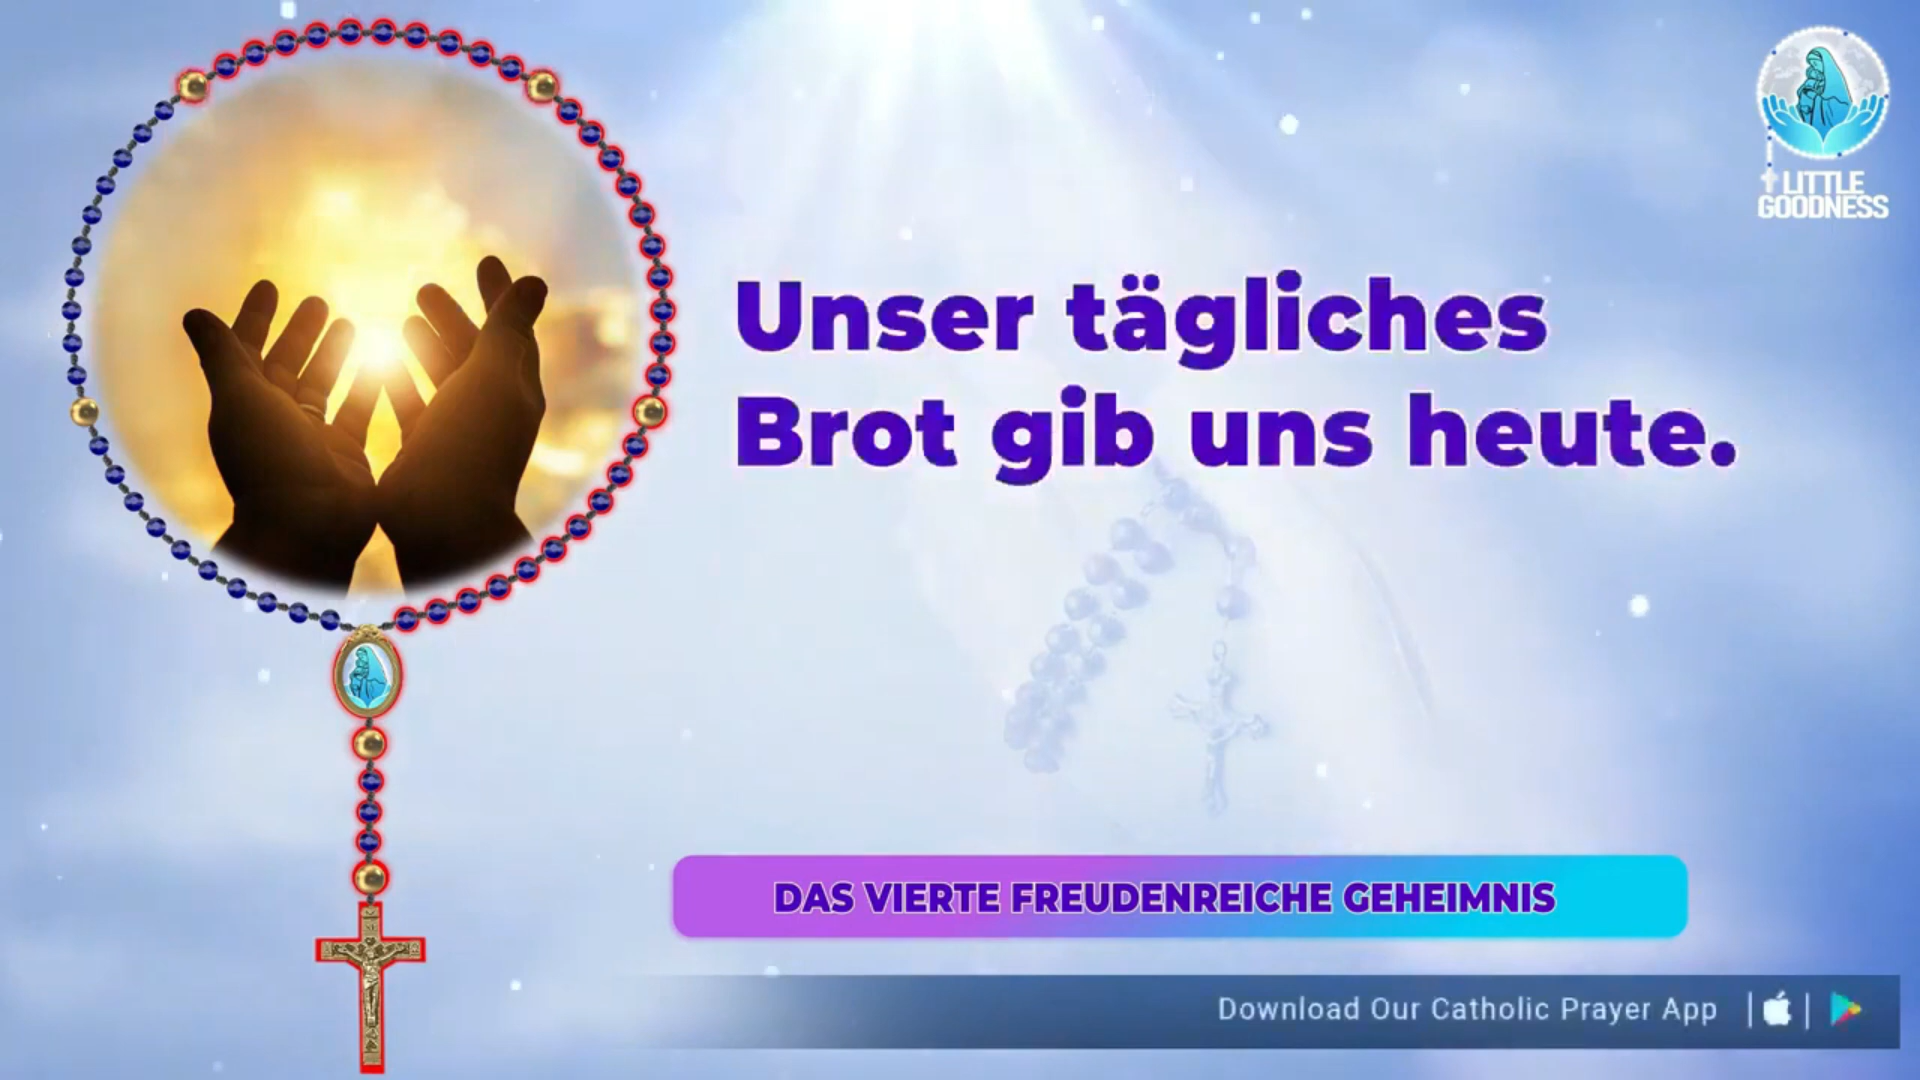 LITTLE
GOODNESS
Unser tägliches
Brot gib uns heute.
DAS VIERTE FREUDENREICHE GEHEIMNIS
Download Our Catholic Prayer App